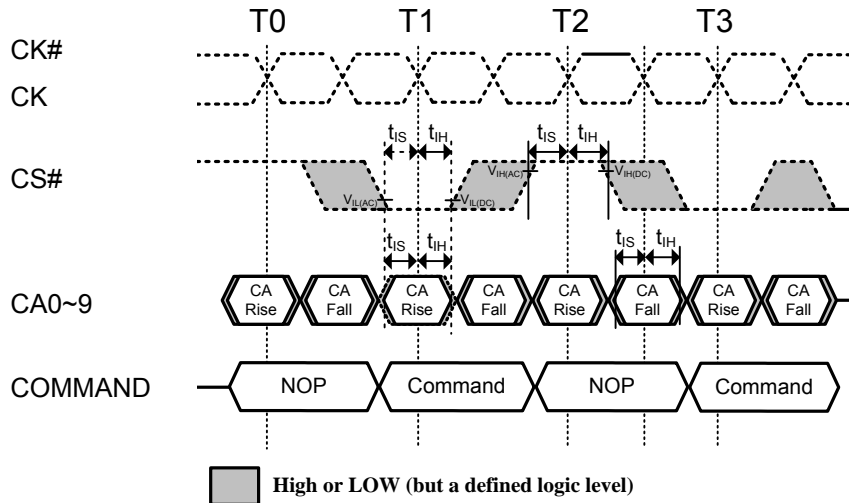 T0 T1 T2 T3
CK#
CK
tIS tIH tIS tIH
CS#
VIL(AC) VIL(DC) VIH(AC) VIH(DC)
tIS tIH tIS tIH
CA0~9
CA Rise CA Fall CA Rise CA Fall CA Rise CA Fall CA Rise CA Fall
COMMAND NOP Command NOP Command
High or LOW (but a defined logic level)